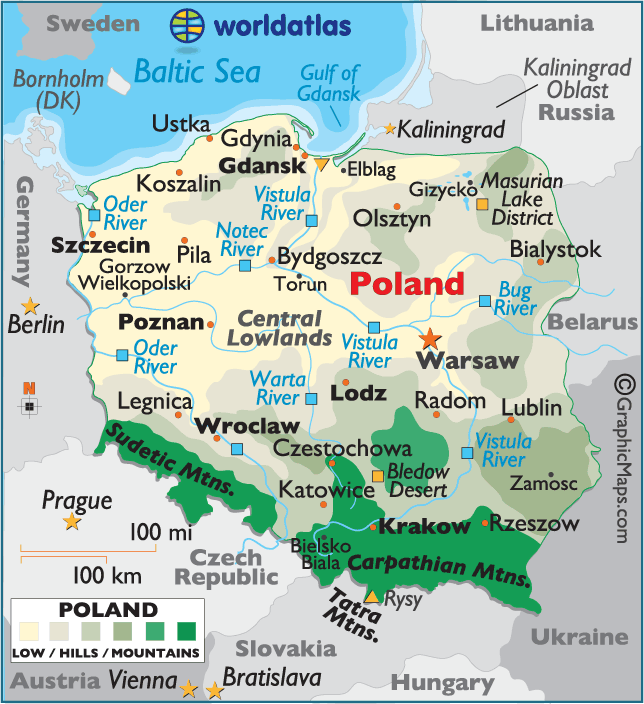 Sweden
worldatlas
Lithuania
Bornholm
(DK)
Baltic Sea
Gulf of
Gdansk
Kaliningrad
Oblast
Russia
Kaliningrad
Ustka
Gdynia
Gdansk
Elblag
Koszalin
Gizycko
Masurian
Lake
District
Germany
Oder
River
Vistula
River
Olsztyn
Szczecin
Notec
River
Pila
Bialystok
Gorzow
Wielkopolski
Bydgoszcz
Torun
Poland
Bug
River
Berlin
Poznan
Central
Lowlands
Vistula
River
Belarus
Warsaw
Oder
River
Warta
River
Lodz
N
Legnica
Radom
Lublin
Wroclaw
Sudetic Mtns.
Czestochowa
Vistula
River
Bledow
Desert
Zamosc
Katowice
Prague
100 mi
Krakow
Rzeszow
Czech
Republic
Bielsko
Biala
Carpathian Mtns.
100 km
Tatra
Mtns.
Rysy
POLAND
LOW / HILLS / MOUNTAINS
Slovakia
Ukraine
Austria
Vienna
Bratislava
Hungary
©GraphicMaps.com